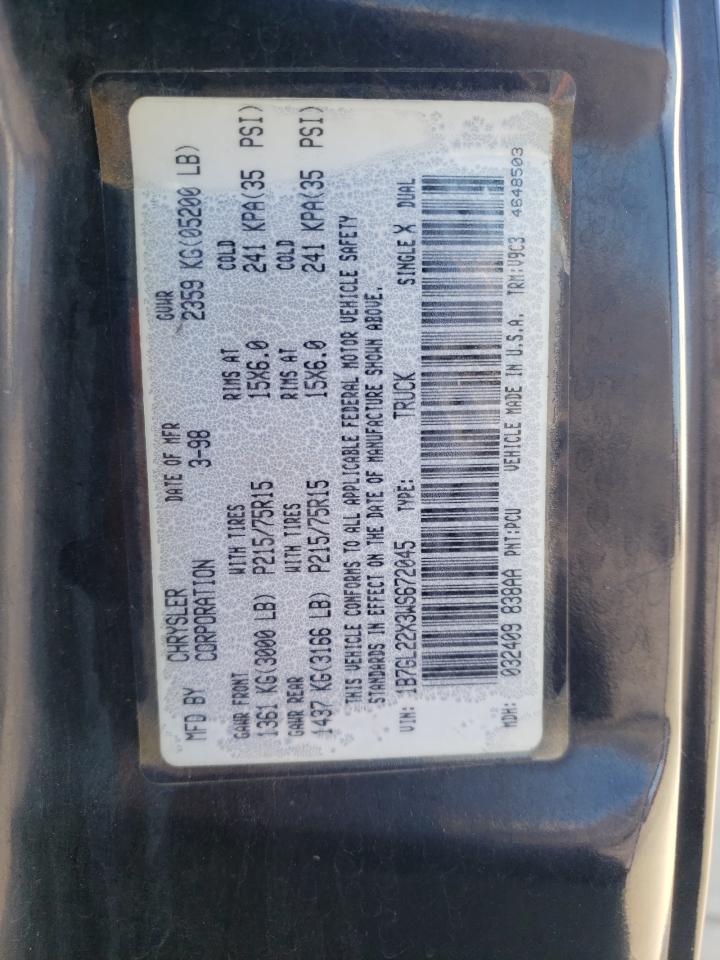 MFD BY CHRYSLER CORPORATION DATE OF MFR 3-98 GVWR 2359 KG(05200 LB)
GAWR FRONT WITH TIRES RIMS AT COLD
1361 KG(3000 LB) P215/75R15 15X6.0 241 KPA(35 PSI)
GAWR REAR WITH TIRES RIMS AT COLD
1437 KG(3166 LB) P215/75R15 15X6.0 241 KPA(35 PSI)
THIS VEHICLE CONFORMS TO ALL APPLICABLE FEDERAL MOTOR VEHICLE SAFETY
STANDARDS IN EFFECT ON THE DATE OF MANUFACTURE SHOWN ABOVE.
VIN: 1B7GL22X3WS672045 TYPE: TRUCK SINGLE X DUAL
MDH: 032409 838AA PNT:PCV VEHICLE MADE IN U.S.A. TRM:V9C3 4648503